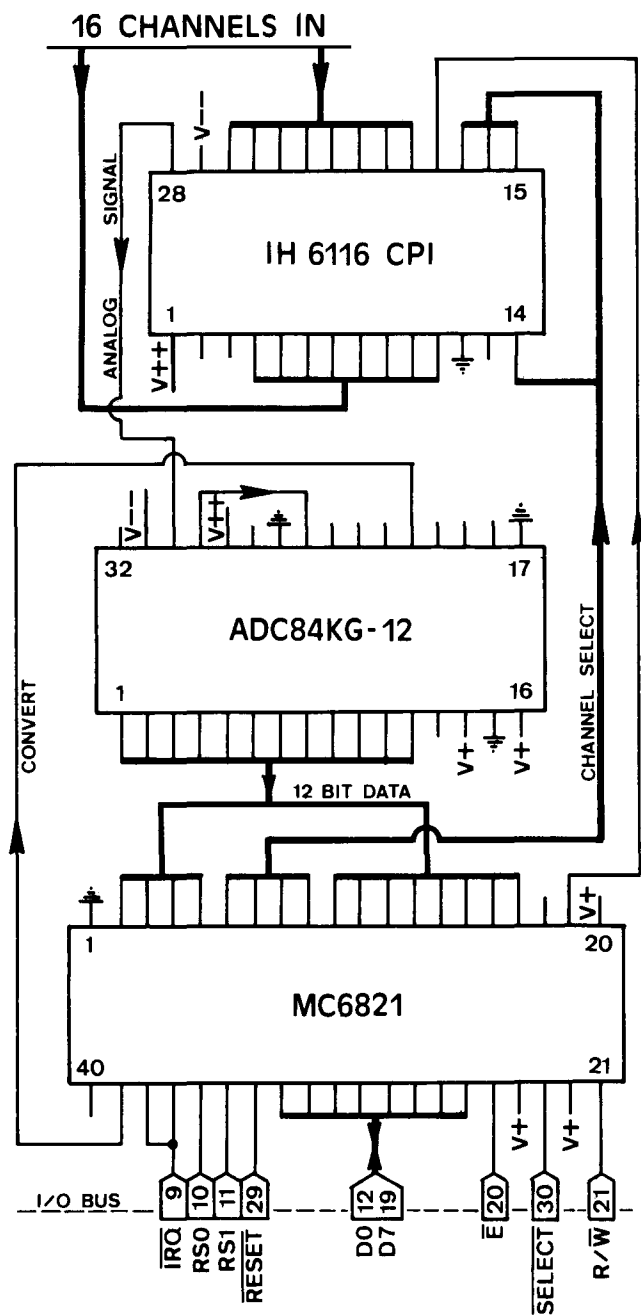 16 CHANNELS IN
V--
SIGNAL
ANALOG
28
15
IH 6116 CPI
1
14
V++
V--
V++
32
17
ADC84KG-12
1
16
V+
V+
CONVERT
CHANNEL SELECT
12 BIT DATA
V+
1
20
MC6821
40
21
V+
V+
I/O BUS
9
10
11
29
12
19
20
30
21
IRQ
RS0
RS1
RESET
D0
D7
E
SELECT
R/W